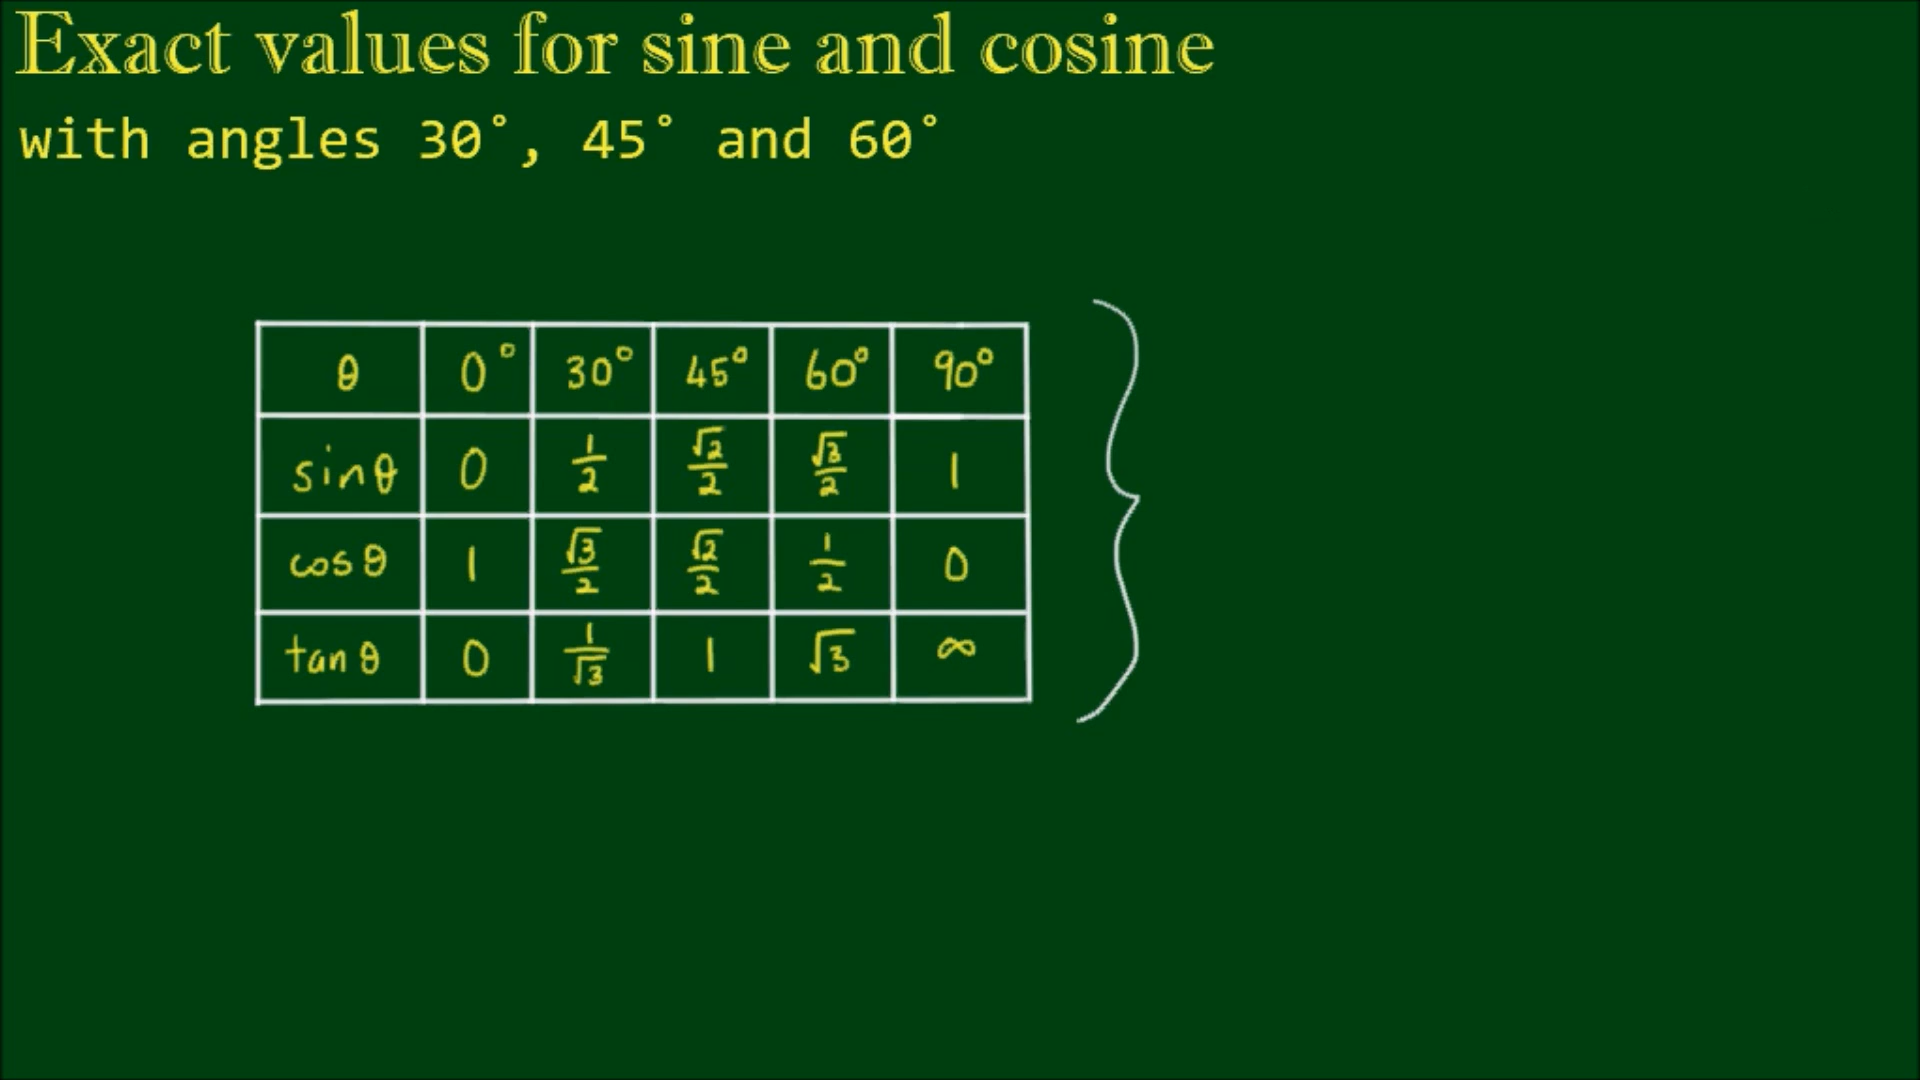 Exact values for sine and cosine
with angles 30°, 45° and 60°
θ 0° 30° 45° 60° 90°
sinθ 0 1/2 √2/2 √3/2 1
cosθ 1 √3/2 √2/2 1/2 0
tanθ 0 1/√3 1 √3 ∞